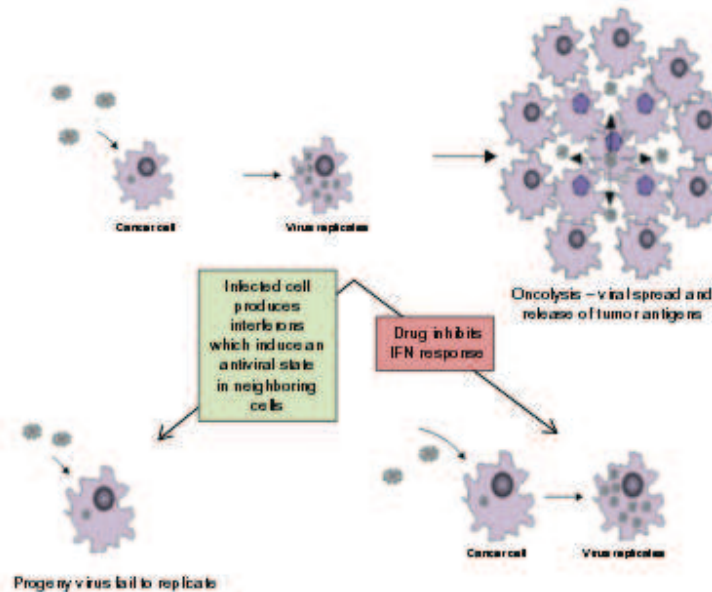 Cancer cell
Virus replicates
Oncolysis – viral spread and
release of tumor antigens
Infected cell
produces
interferons
which induce an
antiviral state
in neighboring
cells
Drug inhibits
IFN response
Cancer cell
Virus replicates
Progeny virus fail to replicate